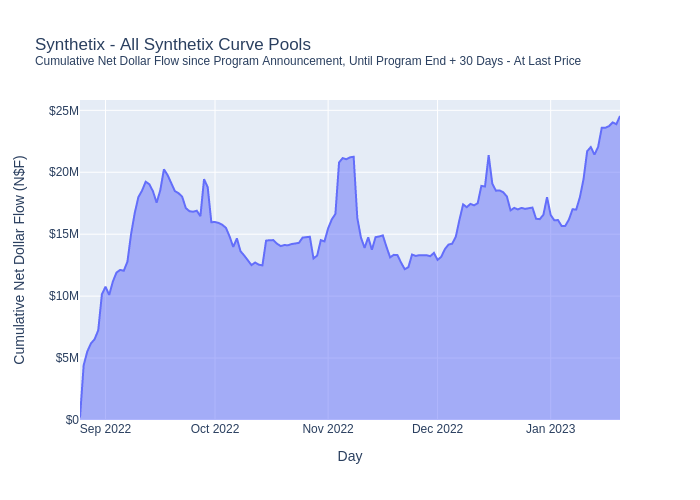 Synthetix - All Synthetix Curve Pools
Cumulative Net Dollar Flow since Program Announcement, Until Program End + 30 Days - At Last Price
Cumulative Net Dollar Flow (N$F)
$25M
$20M
$15M
$10M
$5M
$0
Sep 2022
Oct 2022
Nov 2022
Dec 2022
Jan 2023
Day